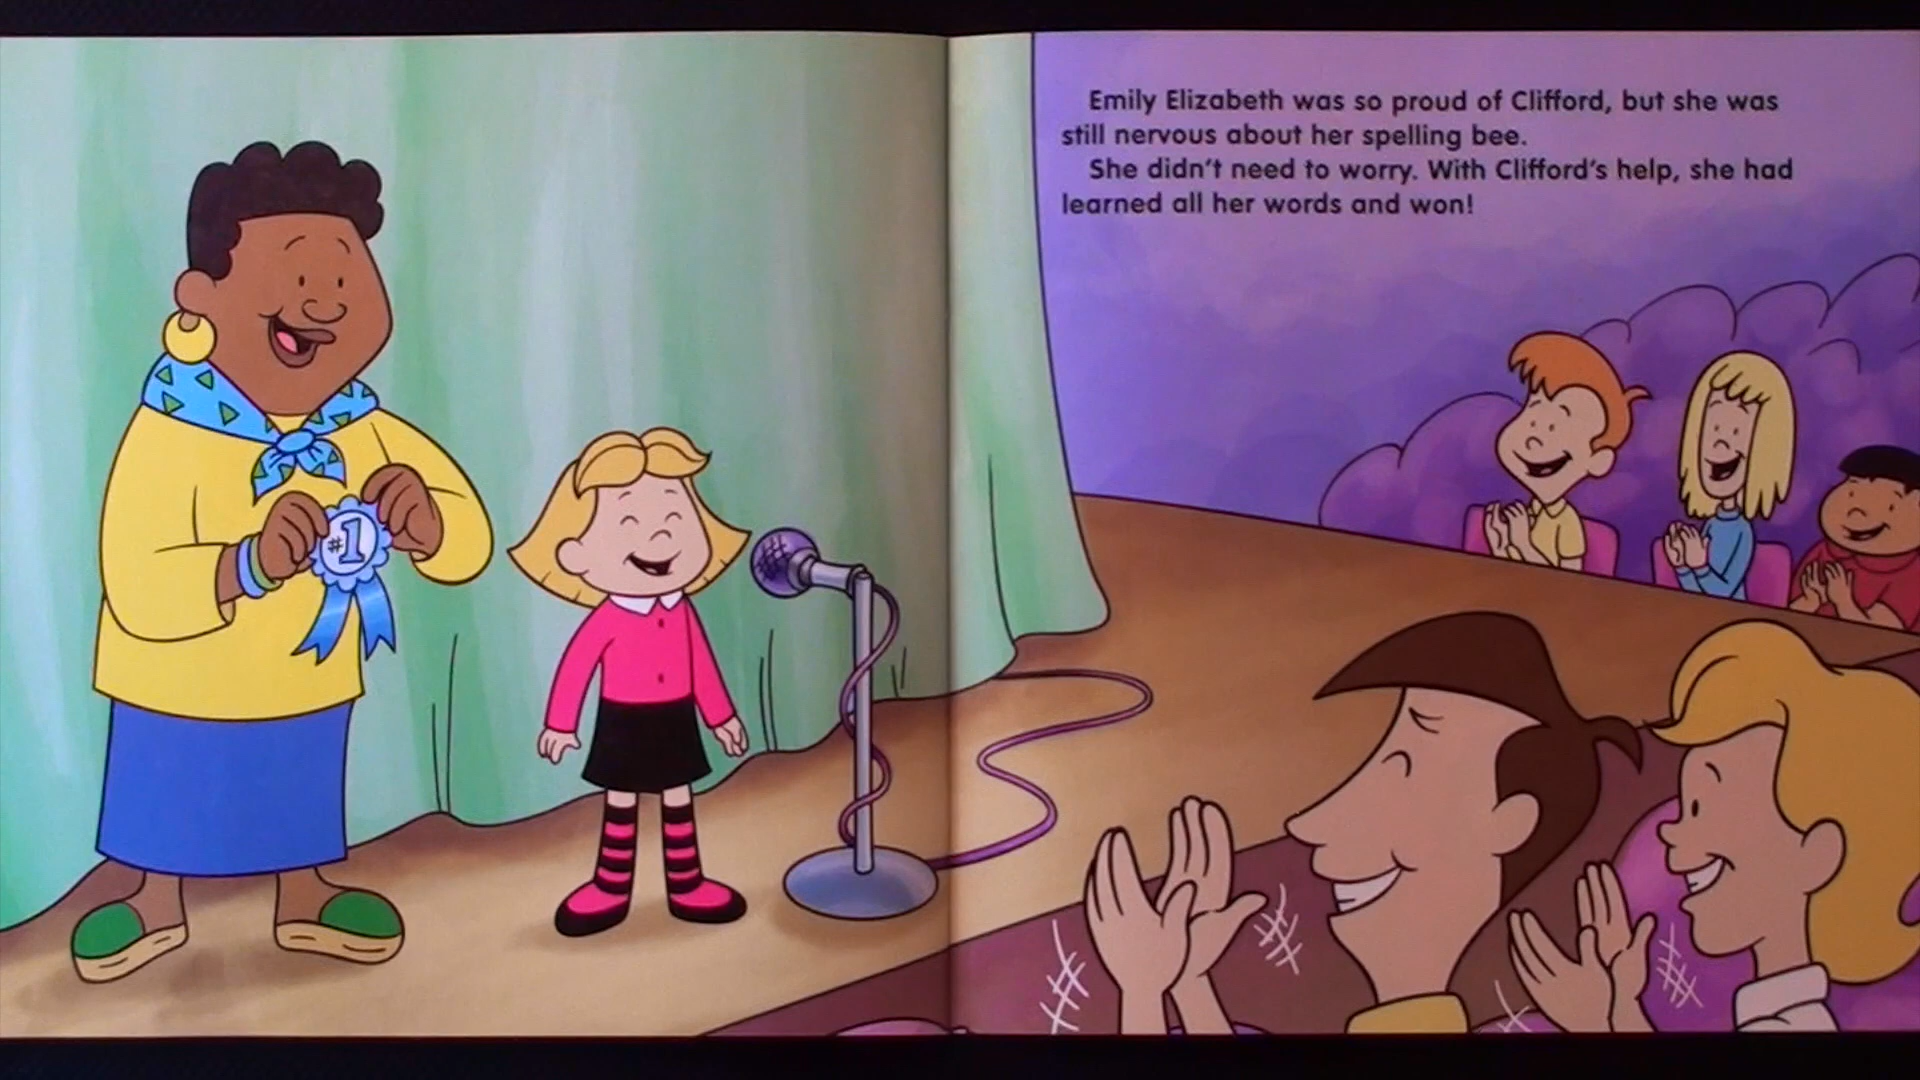 #1
Emily Elizabeth was so proud of Clifford, but she was
still nervous about her spelling bee.
She didn't need to worry. With Clifford's help, she had
learned all her words and won!